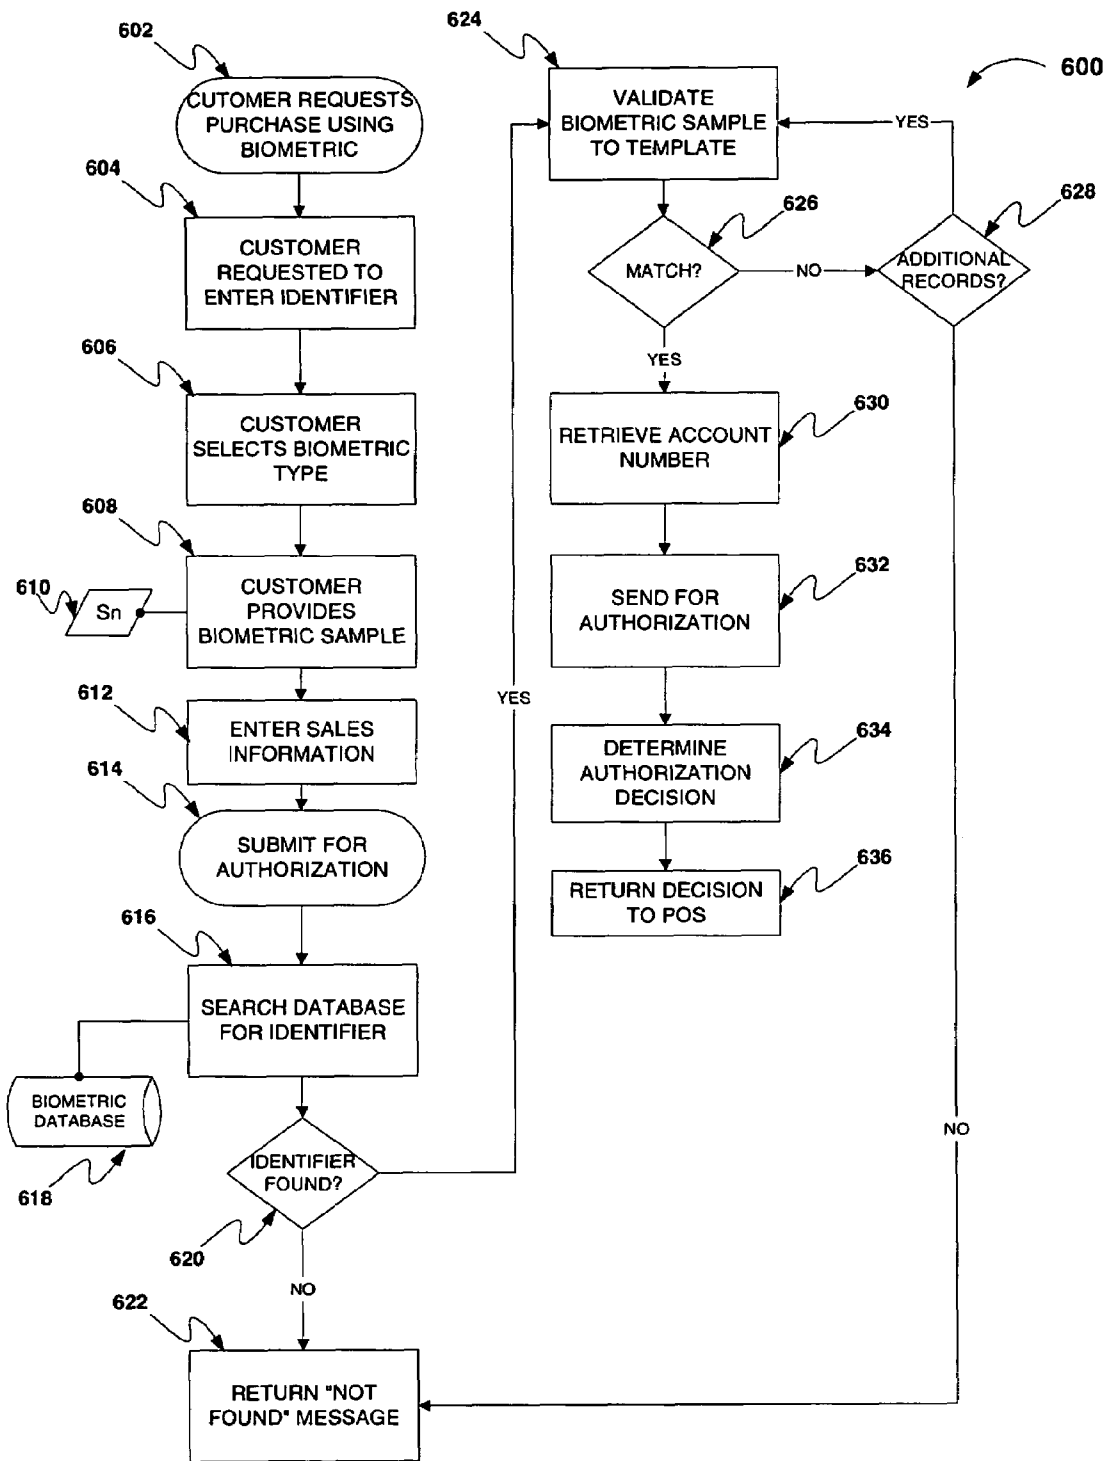 602
CUTOMER REQUESTS
PURCHASE USING
BIOMETRIC
604
CUSTOMER
REQUESTED TO
ENTER IDENTIFIER
606
CUSTOMER
SELECTS BIOMETRIC
TYPE
608
CUSTOMER
PROVIDES
BIOMETRIC SAMPLE
610
Sn
612
ENTER SALES
INFORMATION
614
SUBMIT FOR
AUTHORIZATION
616
SEARCH DATABASE
FOR IDENTIFIER
BIOMETRIC
DATABASE
618
IDENTIFIER
FOUND?
620
NO
YES
622
RETURN "NOT
FOUND" MESSAGE
624
VALIDATE
BIOMETRIC SAMPLE
TO TEMPLATE
600
YES
626
MATCH?
NO
628
ADDITIONAL
RECORDS?
YES
NO
630
RETRIEVE ACCOUNT
NUMBER
632
SEND FOR
AUTHORIZATION
634
DETERMINE
AUTHORIZATION
DECISION
636
RETURN DECISION
TO POS